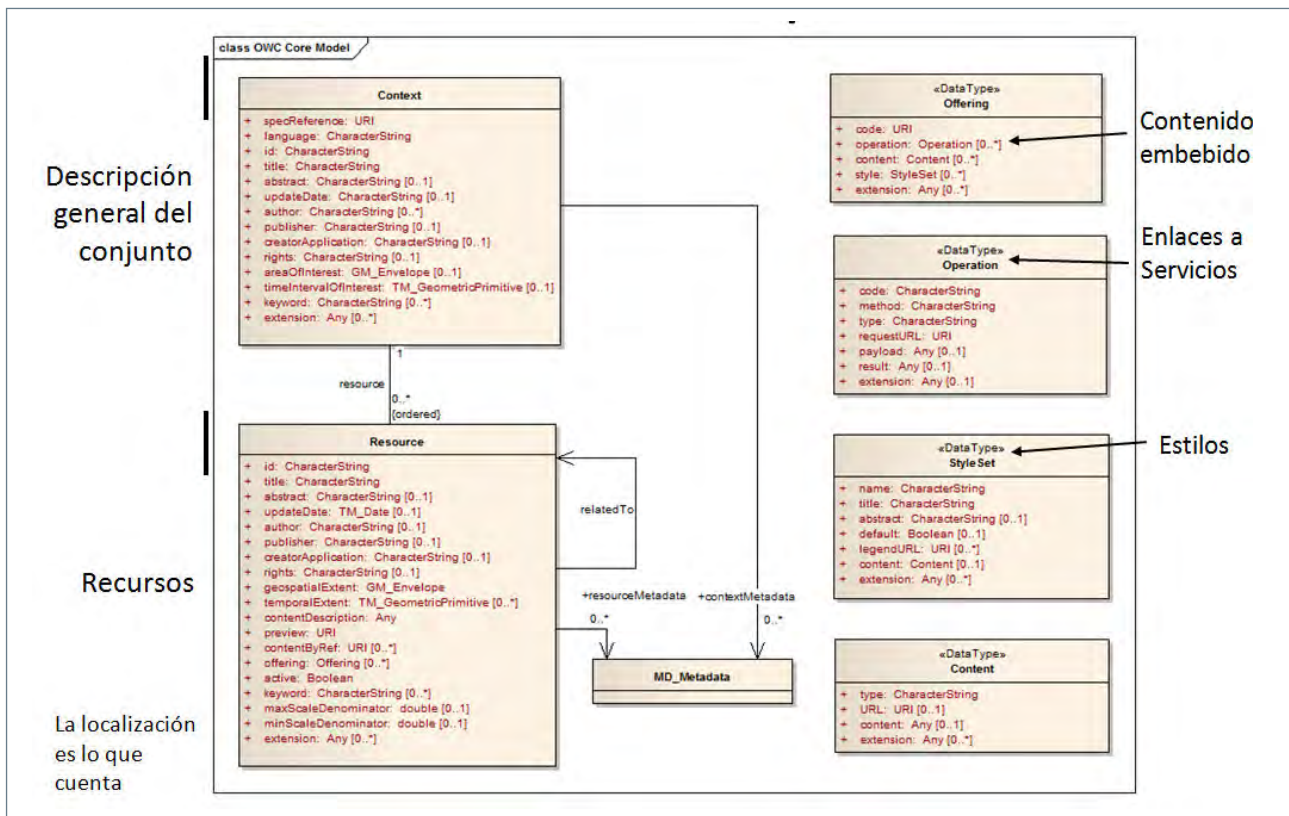 class OWC Core Model
Descripción
general del
conjunto
Context
+ specReference: URI
+ language: CharacterString
+ id: CharacterString
+ title: CharacterString
+ abstract: CharacterString [0..1]
+ updateDate: CharacterString [0..1]
+ author: CharacterString [0..*]
+ publisher: CharacterString [0..1]
+ creatorApplication: CharacterString [0..1]
+ rights: CharacterString [0..1]
+ areaOfInterest: GM_Envelope [0..1]
+ timeIntervalOfInterest: TM_GeometricPrimitive [0..1]
+ keyword: CharacterString [0..*]
+ extension: Any [0..*]
1
resource
0..*
{ordered}
Recursos
Resource
+ id: CharacterString
+ title: CharacterString
+ abstract: CharacterString [0..1]
+ updateDate: TM_Date [0..1]
+ author: CharacterString [0..1]
+ publisher: CharacterString [0..1]
+ creatorApplication: CharacterString [0..1]
+ rights: CharacterString [0..1]
+ geospatialExtent: GM_Envelope
+ temporalExtent: TM_GeometricPrimitive [0..*]
+ contentDescription: Any
+ preview: URI
+ contentByRef: URI [0..*]
+ offering: Offering [0..*]
+ active: Boolean
+ keyword: CharacterString [0..*]
+ maxScaleDenominator: double [0..1]
+ minScaleDenominator: double [0..1]
+ extension: Any [0..*]
relatedTo
+resourceMetadata
0..*
+contextMetadata
0..*
MD_Metadata
«DataType»
Offering
+ code: URI
+ operation: Operation [0..*]
+ content: Content [0..*]
+ style: StyleSet [0..*]
+ extension: Any [0..*]
Contenido
embebido
«DataType»
Operation
+ code: CharacterString
+ method: CharacterString
+ type: CharacterString
+ requestURL: URI
+ payload: Any [0..1]
+ result: Any [0..1]
+ extension: Any [0..1]
Enlaces a
Servicios
«DataType»
StyleSet
+ name: CharacterString
+ title: CharacterString
+ abstract: CharacterString [0..1]
+ default: Boolean [0..1]
+ legendURL: URI [0..*]
+ content: Content [0..1]
+ extension: Any [0..*]
Estilos
«DataType»
Content
+ type: CharacterString
+ URL: URI [0..1]
+ content: Any [0..1]
+ extension: Any [0..*]
La localización
es lo que
cuenta